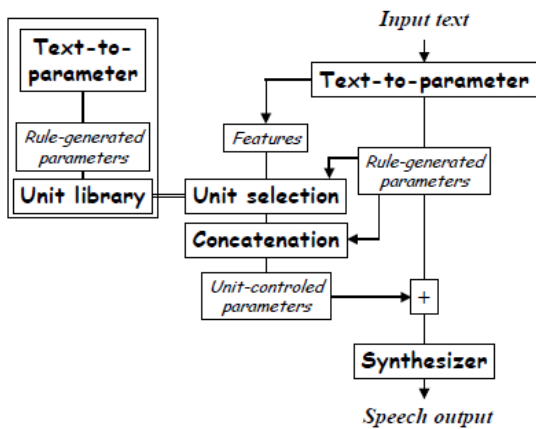 Input text
Text-to-
parameter
Text-to-parameter
Rule-generated
parameters
Features
Rule-generated
parameters
Unit library
Unit selection
Concatenation
Unit-controled
parameters
+
Synthesizer
Speech output